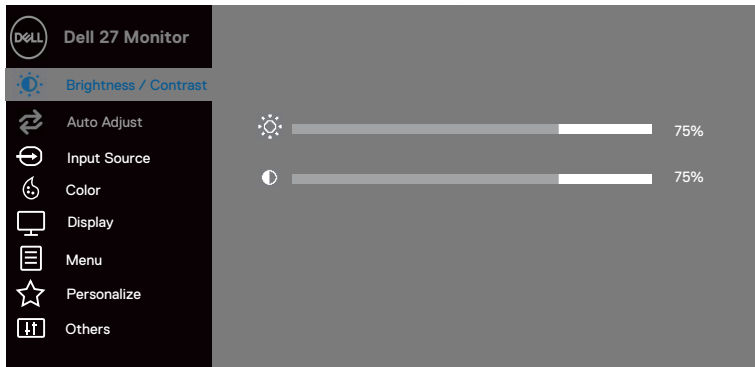 DELL
Dell 27 Monitor
Brightness / Contrast
Auto Adjust
75%
Input Source
75%
Color
Display
Menu
Personalize
Others